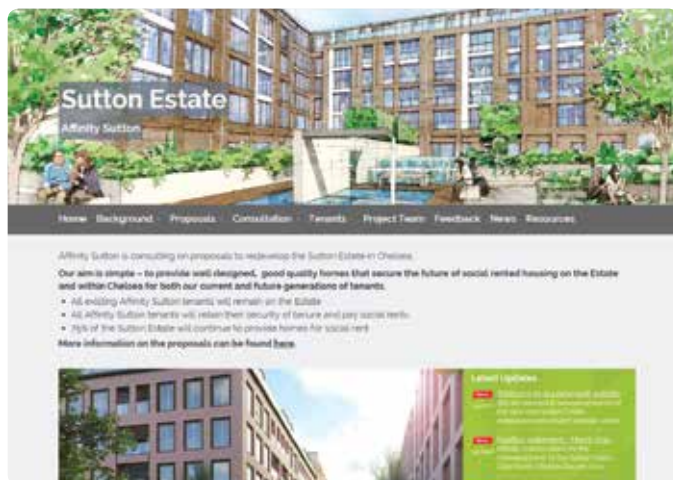 Sutton Estate
Affinity Sutton
Home Background Proposals Consultation Tenants Project Team Feedback News Resources
Affinity Sutton is consulting on proposals to redevelop the Sutton Estate in Chelsea.
Our aim is simple – to provide well designed, good quality homes that secure the future of social rented housing on the Estate
and within Chelsea for both our current and future generations of tenants.
• All existing Affinity Sutton tenants will remain on the Estate
• All Affinity Sutton tenants will retain their security of tenure and pay social rents
• 75% of the Sutton Estate will continue to provide homes for social rent
More information on the proposals can be found here.
Latest Updates